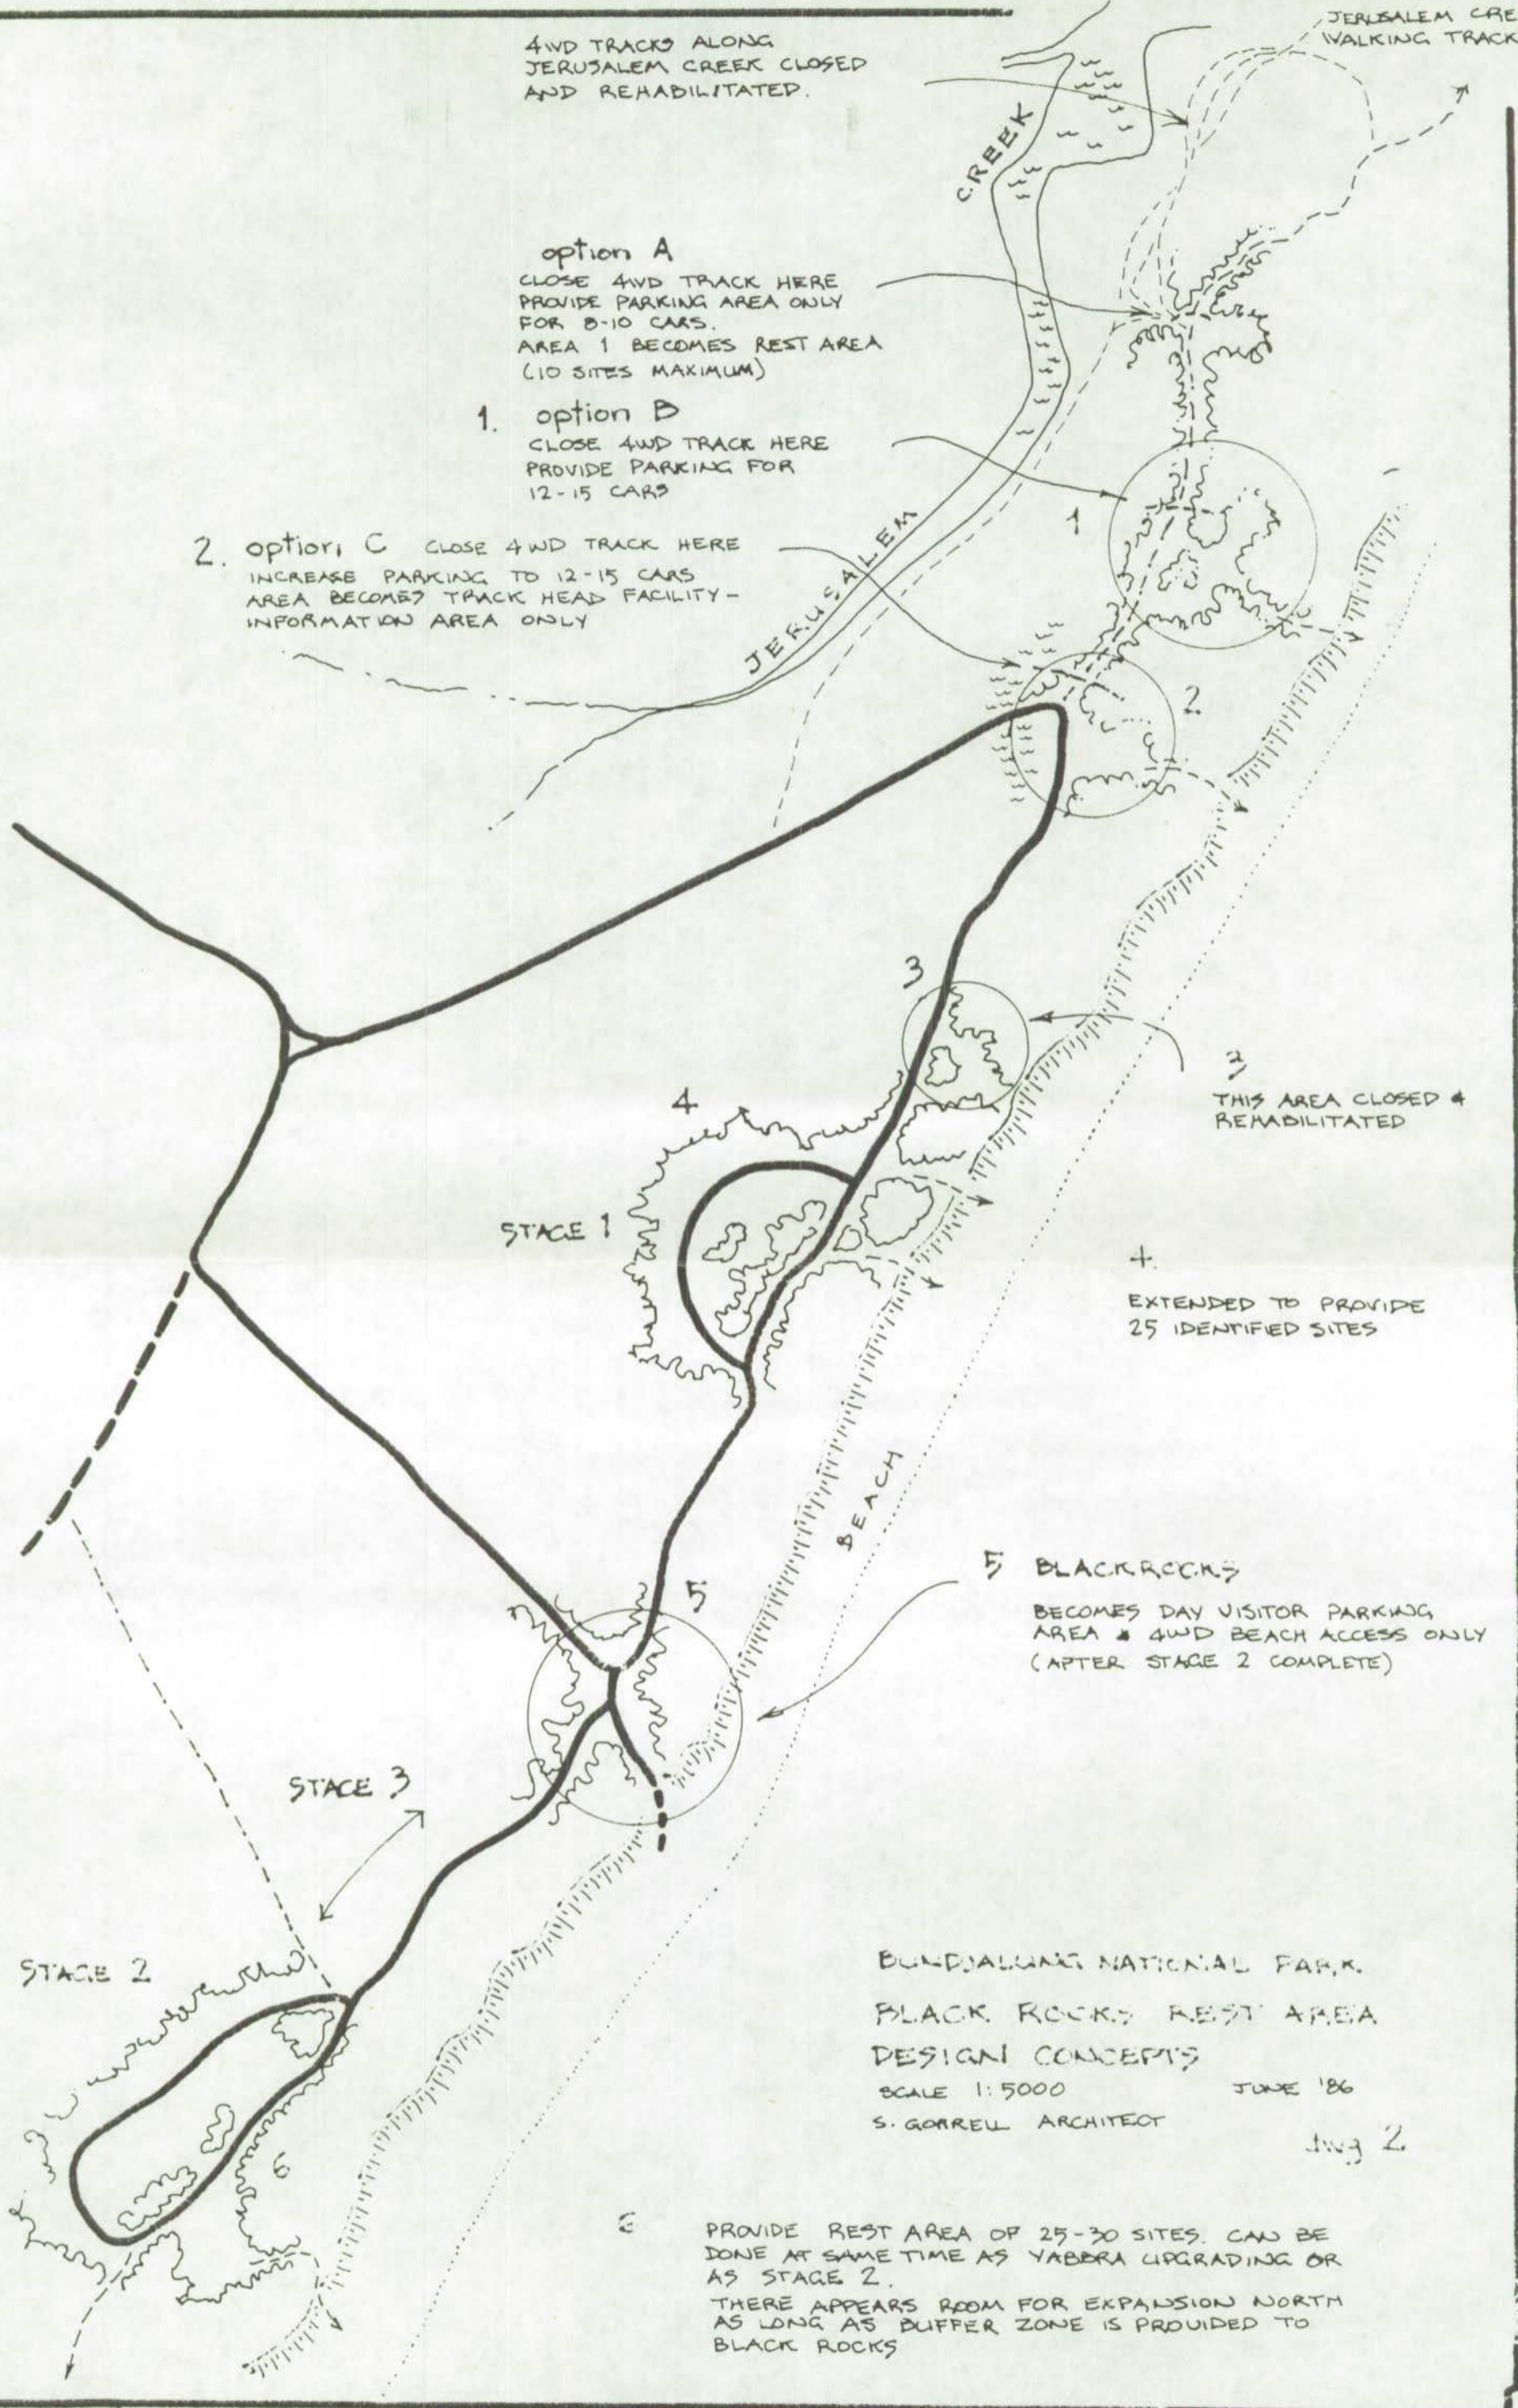 4WD TRACKS ALONG
JERUSALEM CREEK CLOSED
AND REHABILITATED.
JERUSALEM CRE
WALKING TRACK
CREEK
option A
CLOSE 4WD TRACK HERE
PROVIDE PARKING AREA ONLY
FOR 8-10 CARS.
AREA 1 BECOMES REST AREA
(10 SITES MAXIMUM)
1. option B
CLOSE 4WD TRACK HERE
PROVIDE PARKING FOR
12-15 CARS
1
2. option C CLOSE 4WD TRACK HERE
INCREASE PARKING TO 12-15 CARS
AREA BECOMES TRACK HEAD FACILITY-
INFORMATION AREA ONLY
JERUSALEM
2
3
3
THIS AREA CLOSED &
REHABILITATED
4
STAGE 1
4.
EXTENDED TO PROVIDE
25 IDENTIFIED SITES
BEACH
5
5 BLACKROCKS
BECOMES DAY VISITOR PARKING
AREA & 4WD BEACH ACCESS ONLY
(AFTER STAGE 2 COMPLETE)
STAGE 3
STAGE 2
6
BUNDJALUNG NATIONAL PARK.
BLACK ROCKS REST AREA
DESIGN CONCEPTS
SCALE 1:5000 JUNE '86
S. GORRELL ARCHITECT
dwg 2
6 PROVIDE REST AREA OF 25-30 SITES. CAN BE
DONE AT SAME TIME AS YABBRA UPGRADING OR
AS STAGE 2.
THERE APPEARS ROOM FOR EXPANSION NORTH
AS LONG AS BUFFER ZONE IS PROVIDED TO
BLACK ROCKS